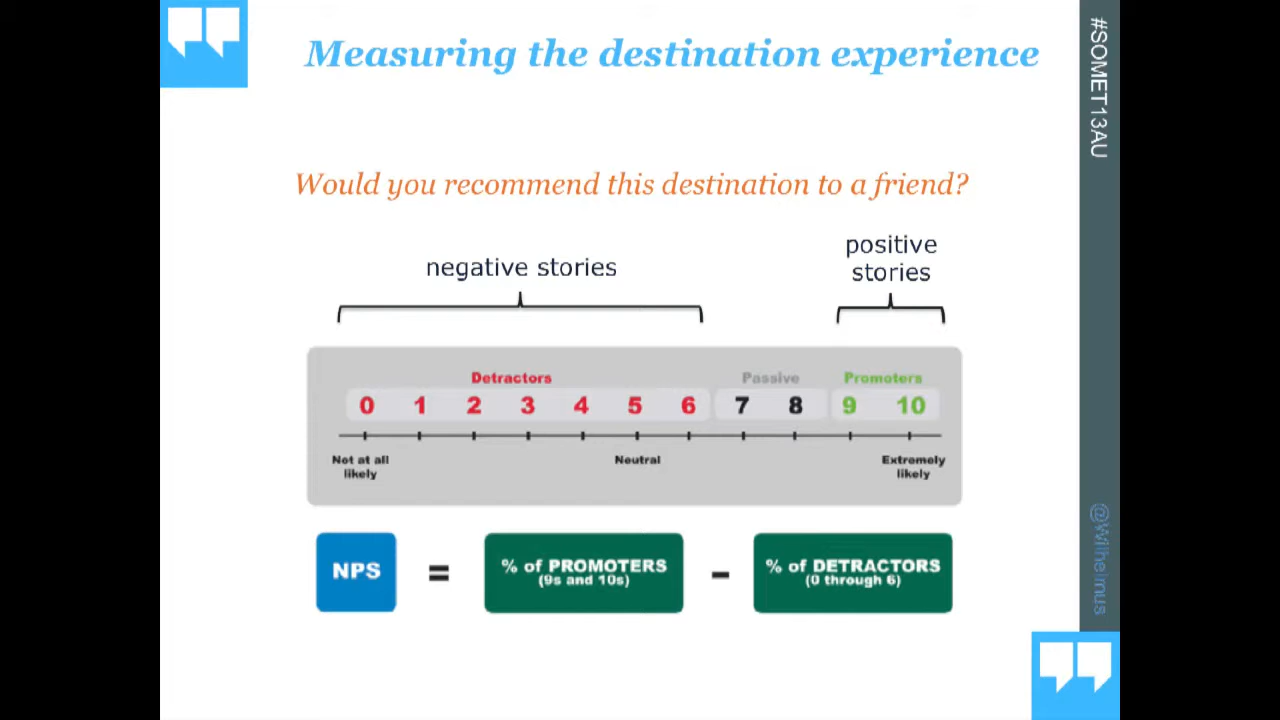 Measuring the destination experience
#SOMET13AU
Would you recommend this destination to a friend?
negative stories
positive
stories
Detractors
Passive
Promoters
0 1 2 3 4 5 6 7 8 9 10
Not at all
likely
Neutral
Extremely
likely
NPS
=
% of PROMOTERS
(9s and 10s)
-
% of DETRACTORS
(0 through 6)
@Wilhelmus